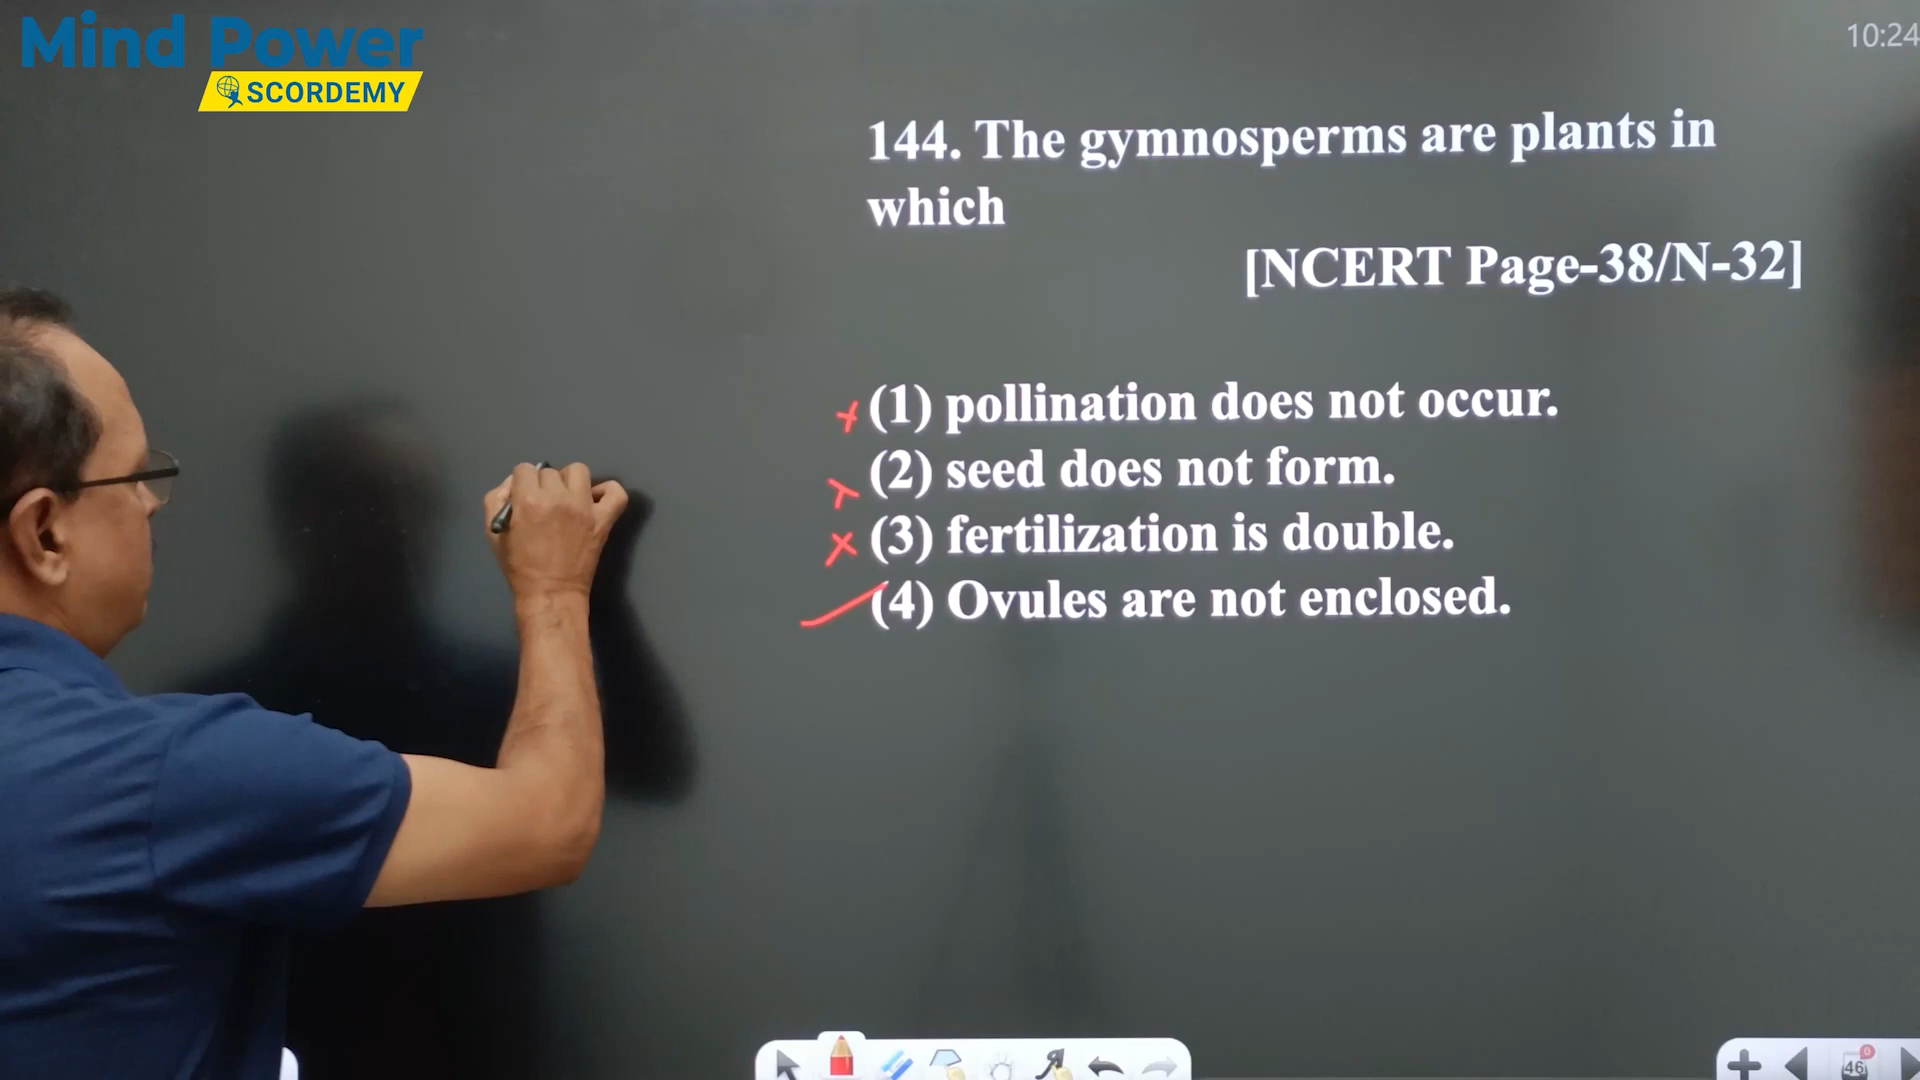 Mind Power
SCORDEMY
10:24
144. The gymnosperms are plants in
which
[NCERT Page-38/N-32]
(1) pollination does not occur.
(2) seed does not form.
(3) fertilization is double.
(4) Ovules are not enclosed.
46
0